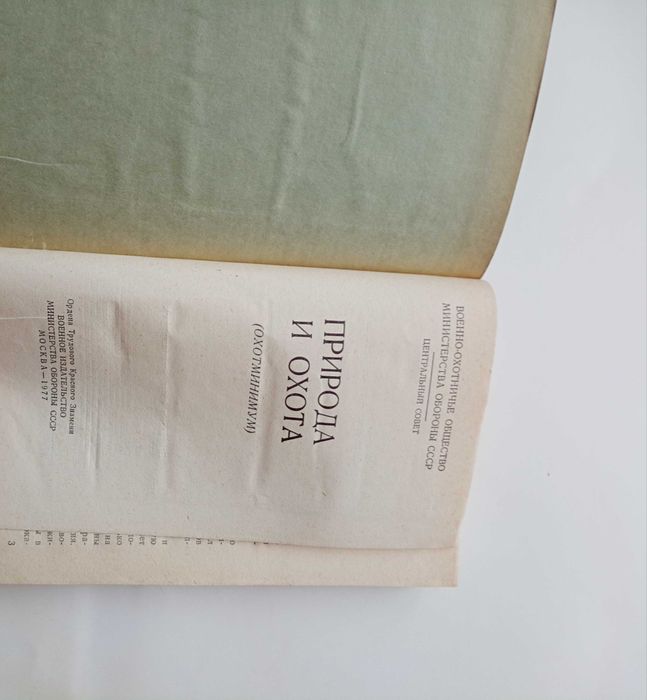 ВОЕННО-ОХОТНИЧЬЕ ОБЩЕСТВО
МИНИСТЕРСТВА ОБОРОНЫ СССР
ЦЕНТРАЛЬНЫЙ СОВЕТ
ПРИРОДА
И ОХОТА
(ОХОТМИНИМУМ)
Ордена Трудового Красного Знамени
ВОЕННОЕ ИЗДАТЕЛЬСТВО
МИНИСТЕРСТВА ОБОРОНЫ СССР
МОСКВА—1977
3